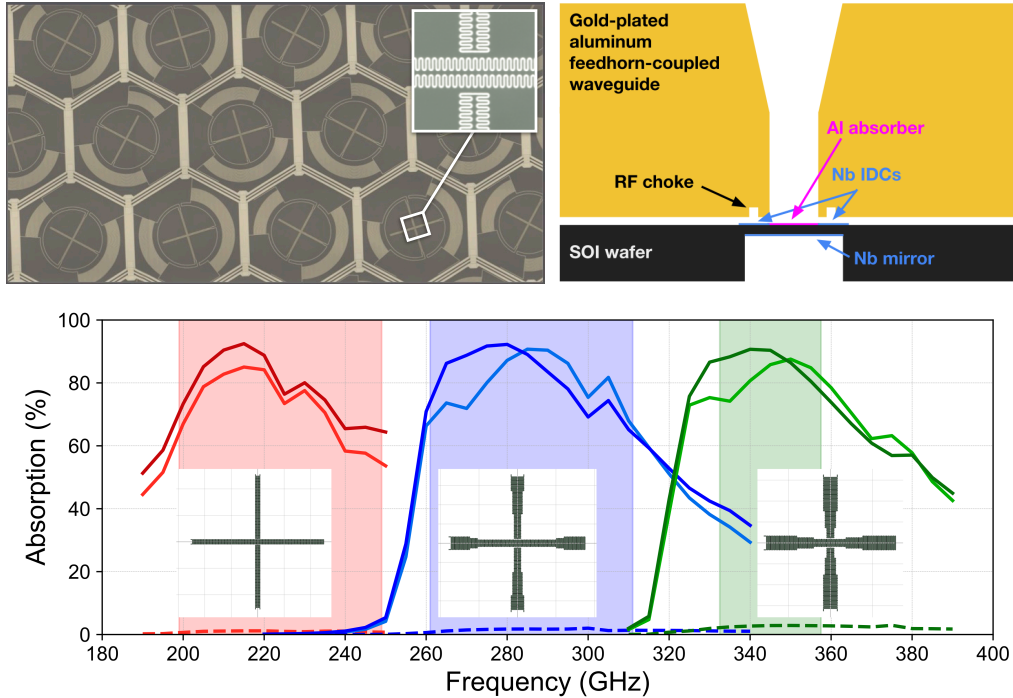 Gold-plated
aluminum
feedhorn-coupled
waveguide
Al absorber
Nb IDCs
RF choke
SOI wafer
Nb mirror
100
80
60
40
20
0
Absorption (%)
180
200
220
240
260
280
300
320
340
360
380
400
Frequency (GHz)